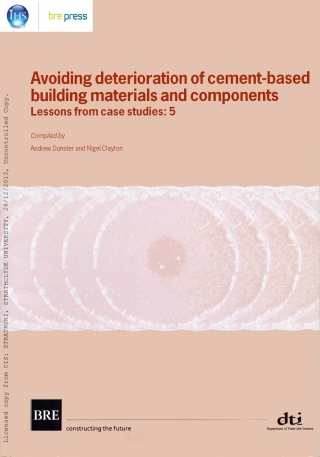 IHS
bre press
Avoiding deterioration of cement-based
building materials and components
Lessons from case studies: 5
Compiled by
Andrew Dunster and Nigel Clayton
Licensed copy from CIS: STRATHUNI, STRATHCLYDE UNIVERSITY, 29/12/2013, Uncontrolled Copy.
BRE
constructing the future
dti
Department of Trade and Industry